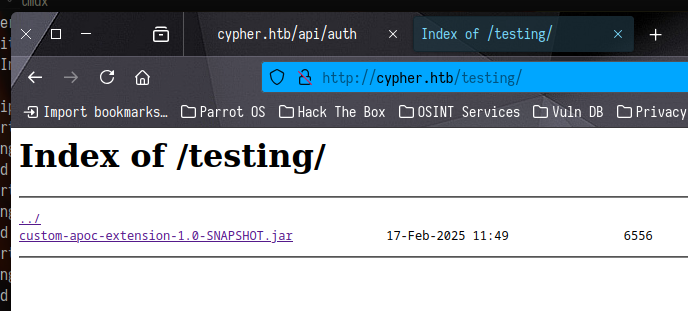 cypher.htb/api/auth
Index of /testing/
http://cypher.htb/testing/
Import bookmarks… Parrot OS Hack The Box OSINT Services Vuln DB Privacy
Index of /testing/
../
custom-apoc-extension-1.0-SNAPSHOT.jar 17-Feb-2025 11:49 6556